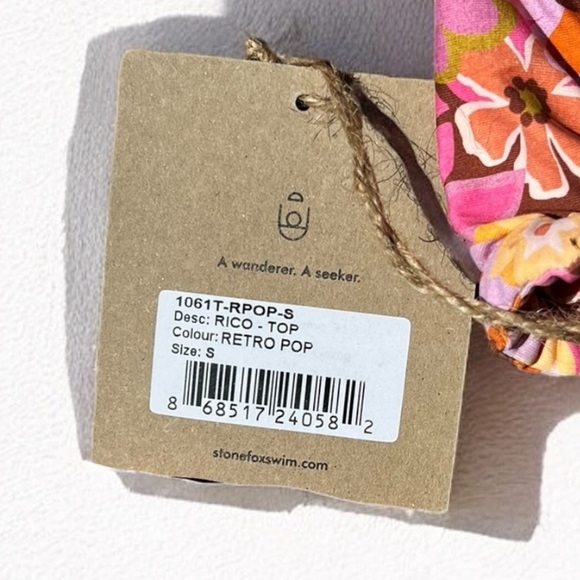 A wanderer. A seeker.
1061T-RPOP-S
Desc: RICO - TOP
Colour: RETRO POP
Size: S
8 68517 24058 2
stonefoxswim.com